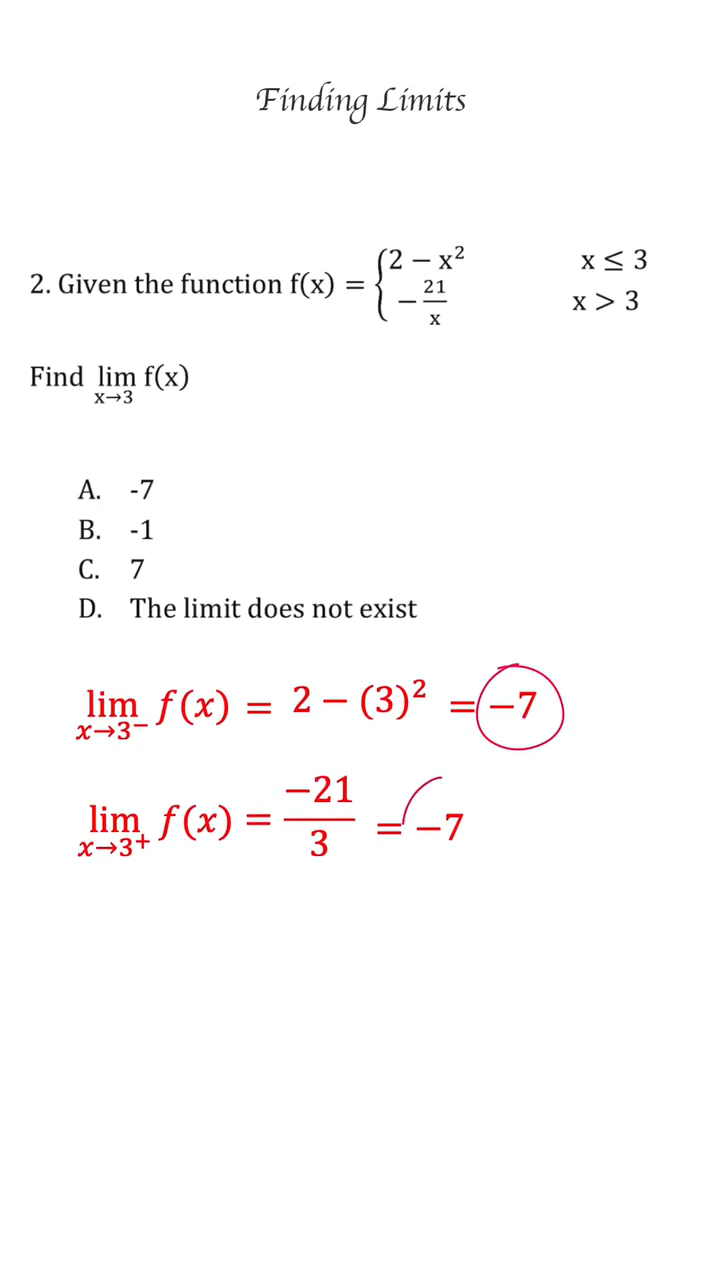 Finding Limits
2. Given the function f(x) = {2 − x² x ≤ 3
−21/x x > 3
Find lim x→3 f(x)
A. -7
B. -1
C. 7
D. The limit does not exist
lim x→3⁻ f(x) = 2 − (3)² = −7
lim x→3⁺ f(x) = −21/3 = −7